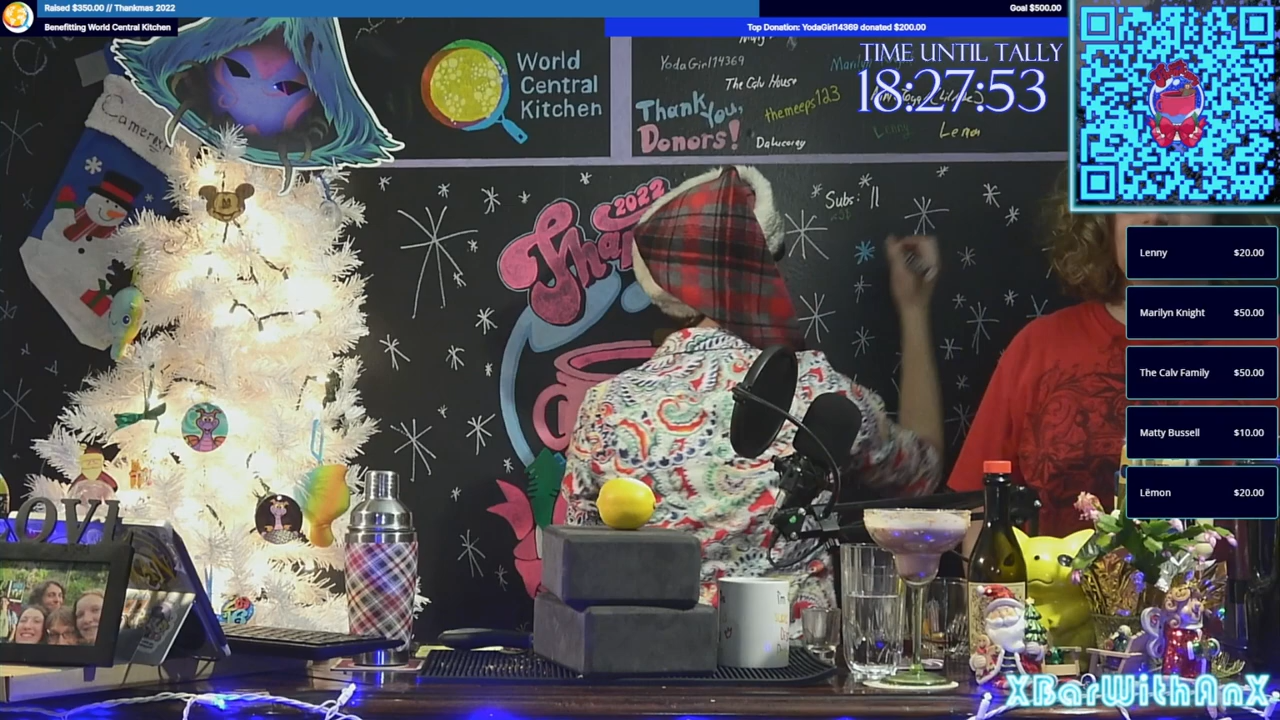 Raised $350.00 // Thankmas 2022
Goal $500.00
Benefitting World Central Kitchen
Top Donation: YodaGirl14369 donated $200.00
TIME UNTIL TALLY
18:27:53
World
Central
Kitchen
YodaGirl14369
The Calv House
Thank
You,
Donors!
themeeps123
Lenny
Lemon
DaLucarey
Cameron
2022
Subs: 11
Lenny $20.00
Marilyn Knight $50.00
The Calv Family $50.00
Matty Bussell $10.00
Lëmon $20.00
XBarWithAnX